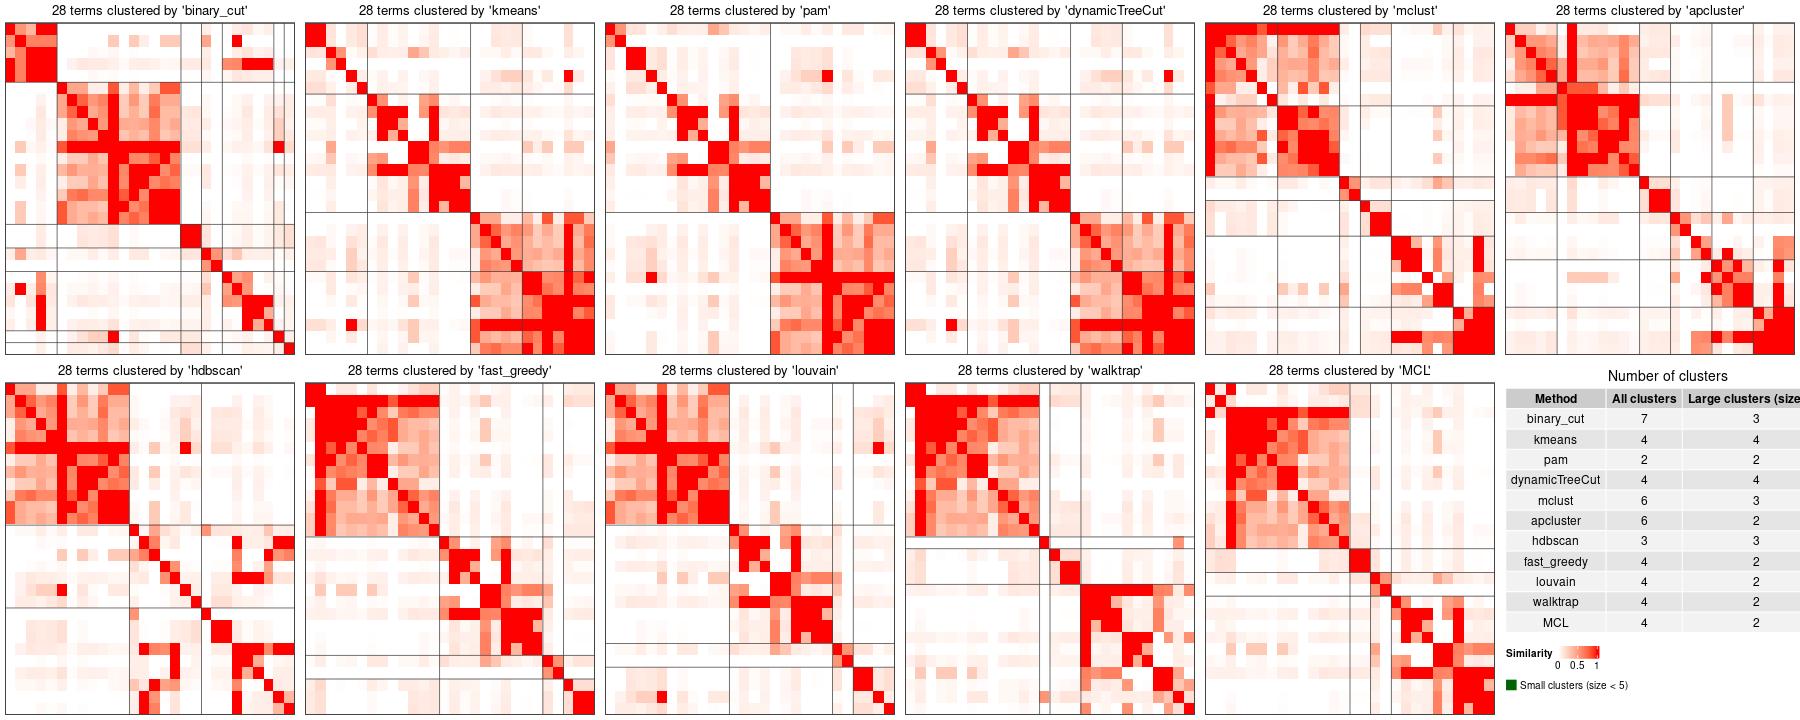 28 terms clustered by 'binary_cut'
28 terms clustered by 'kmeans'
28 terms clustered by 'pam'
28 terms clustered by 'dynamicTreeCut'
28 terms clustered by 'mclust'
28 terms clustered by 'apcluster'
28 terms clustered by 'hdbscan'
28 terms clustered by 'fast_greedy'
28 terms clustered by 'louvain'
28 terms clustered by 'walktrap'
28 terms clustered by 'MCL'
Number of clusters
Method All clusters Large clusters (size
binary_cut 7 3
kmeans 4 4
pam 2 2
dynamicTreeCut 4 4
mclust 6 3
apcluster 6 2
hdbscan 3 3
fast_greedy 4 2
louvain 4 2
walktrap 4 2
MCL 4 2
Similarity
0 0.5 1
Small clusters (size < 5)